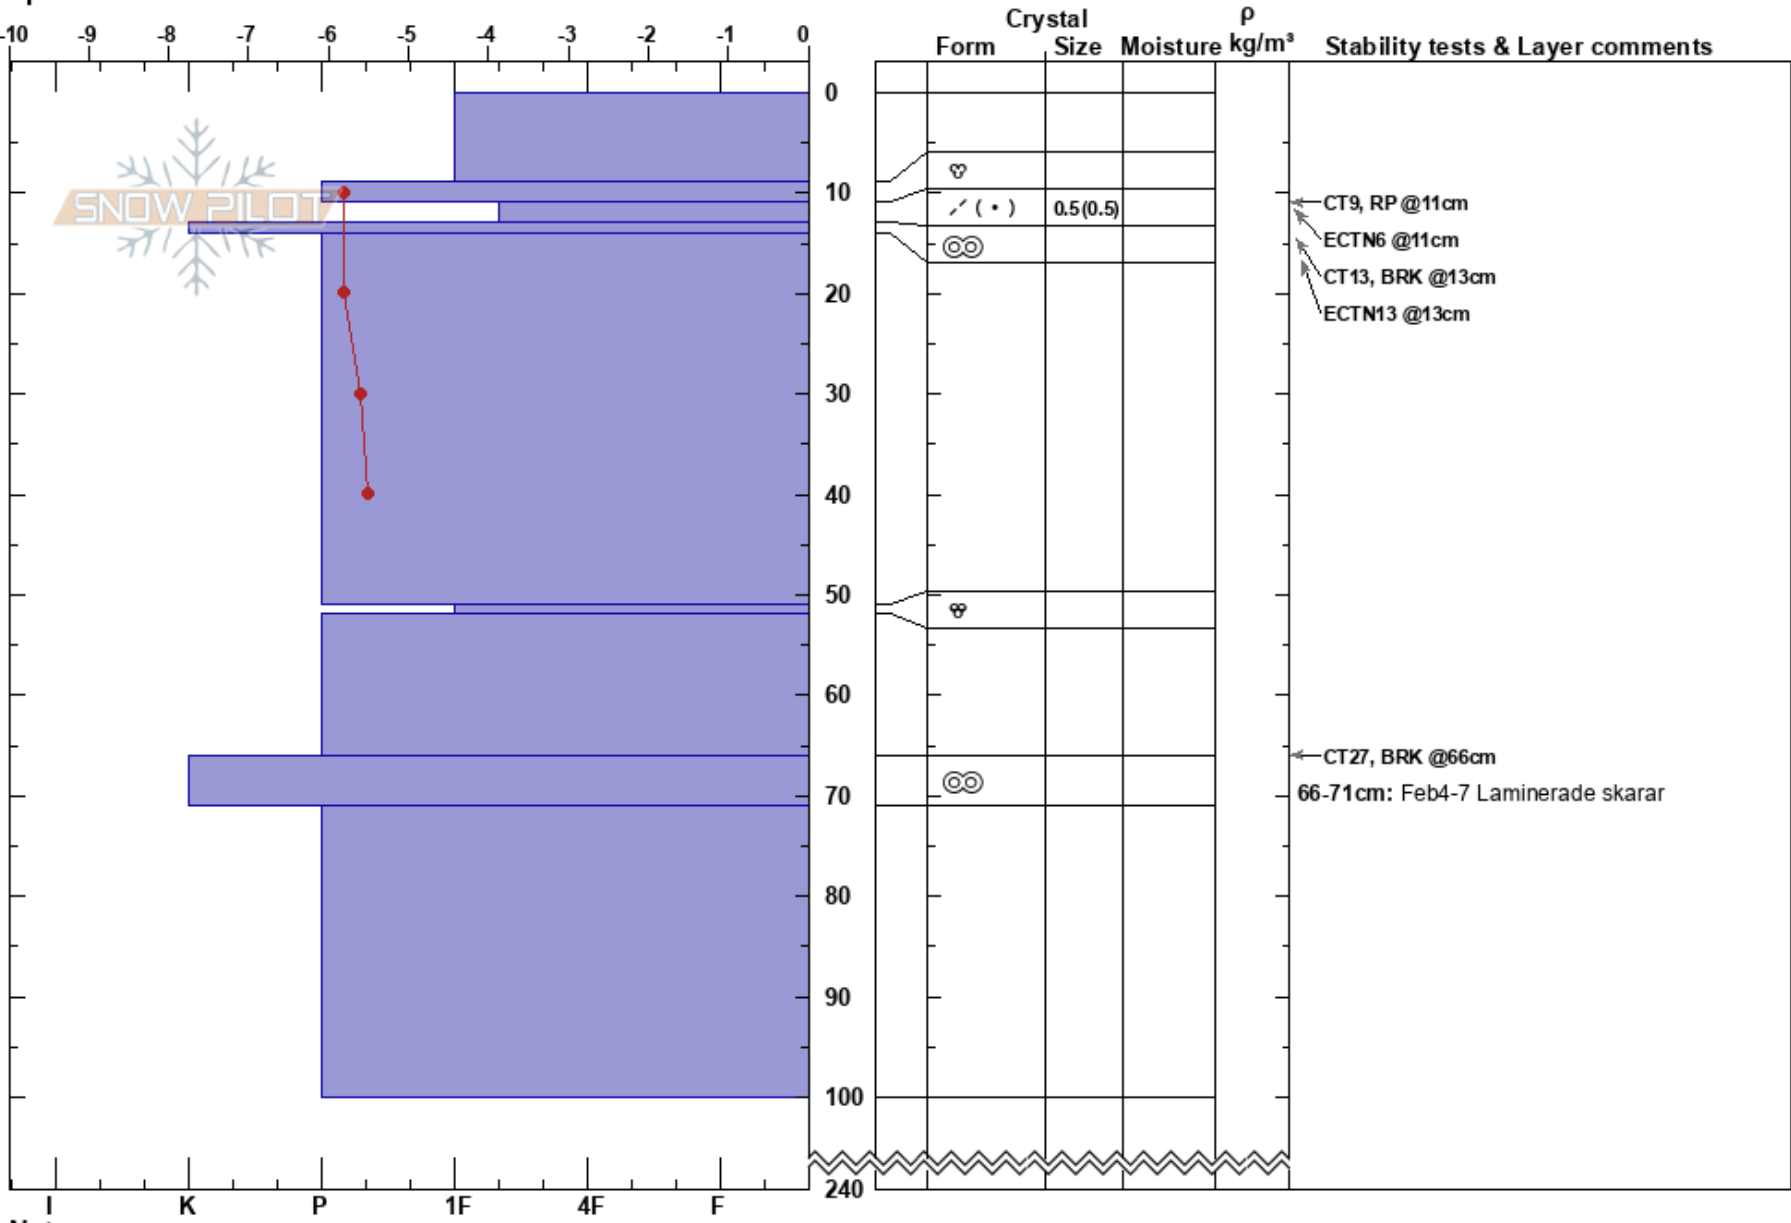 Crystal ρ
-10 -9 -8 -7 -6 -5 -4 -3 -2 -1 0
Form Size Moisture kg/m³ Stability tests & Layer comments
0
SNOW PILOT
10
0.5(0.5)
CT9, RP @11cm
ECTN6 @11cm
CT13, BRK @13cm
20
ECTN13 @13cm
30
40
50
60
CT27, BRK @66cm
70
66-71cm: Feb4-7 Laminerade skarar
80
90
100
240
I K P 1F 4F F